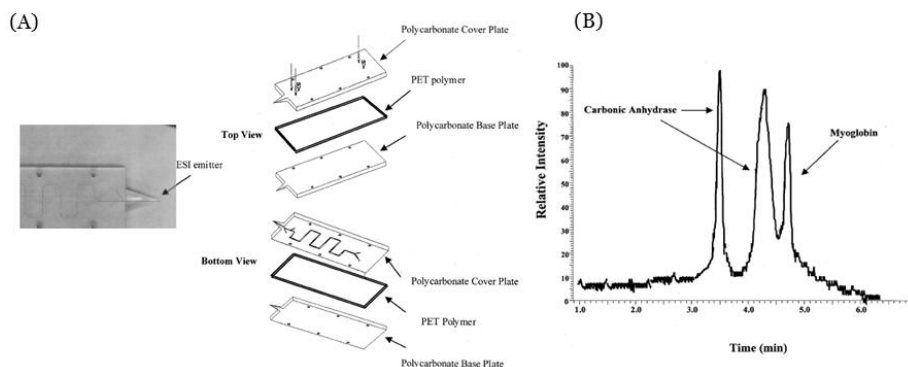 (A)
Polycarbonate Cover Plate
PET polymer
Top View
Polycarbonate Base Plate
ESI emitter
Bottom View
Polycarbonate Cover Plate
PET Polymer
Polycarbonate Base Plate
(B)
Relative Intensity
100
90
80
70
60
50
40
30
20
10
0
Carbonic Anhydrase
Myoglobin
1.0
2.0
3.0
4.0
5.0
6.0
Time (min)